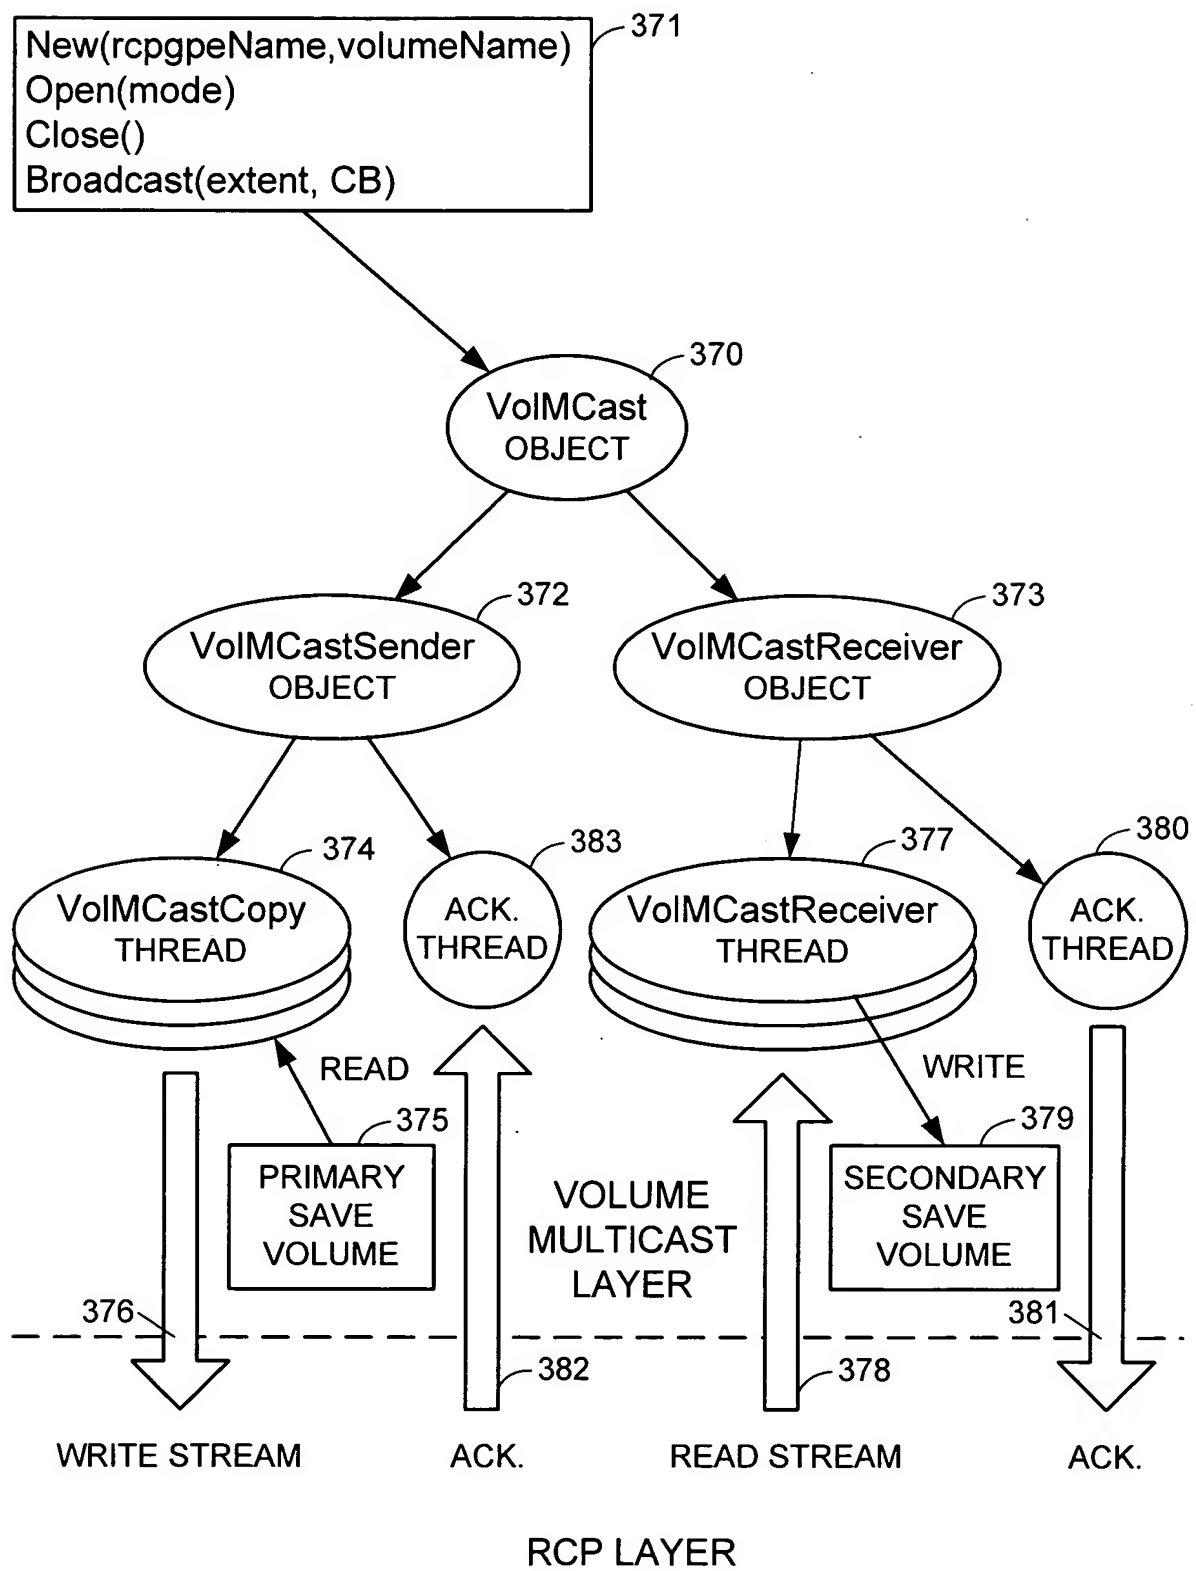 371
New(rcpgpeName,volumeName)
Open(mode)
Close()
Broadcast(extent, CB)
370
VolMCast
OBJECT
372
VolMCastSender
OBJECT
373
VolMCastReceiver
OBJECT
374
VolMCastCopy
THREAD
383
ACK.
THREAD
377
VolMCastReceiver
THREAD
380
ACK.
THREAD
READ
WRITE
375
PRIMARY
SAVE
VOLUME
VOLUME
MULTICAST
LAYER
379
SECONDARY
SAVE
VOLUME
376
382
378
381
WRITE STREAM
ACK.
READ STREAM
ACK.
RCP LAYER